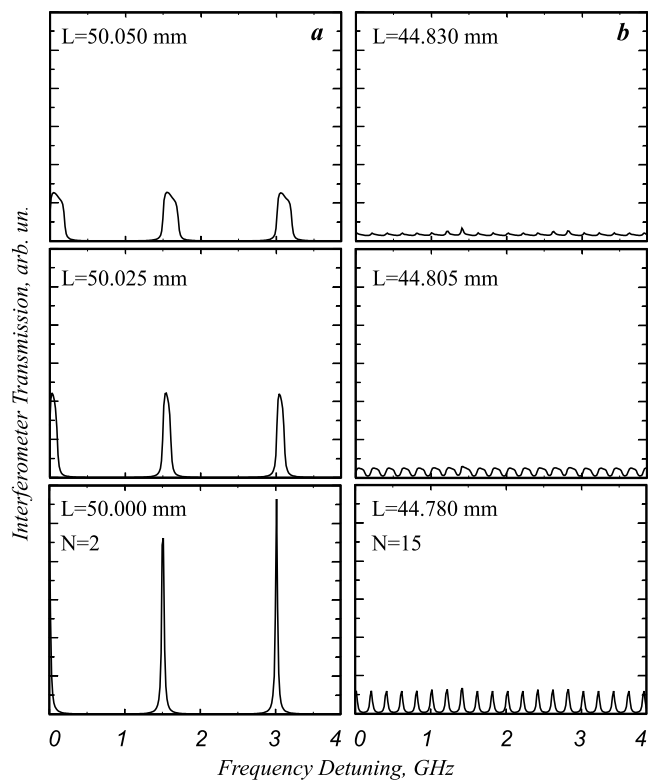 L=50.050 mm
a
L=44.830 mm
b
L=50.025 mm
L=44.805 mm
L=50.000 mm
N=2
L=44.780 mm
N=15
Interferometer Transmission, arb. un.
0 1 2 3 4
0 1 2 3 4
Frequency Detuning, GHz